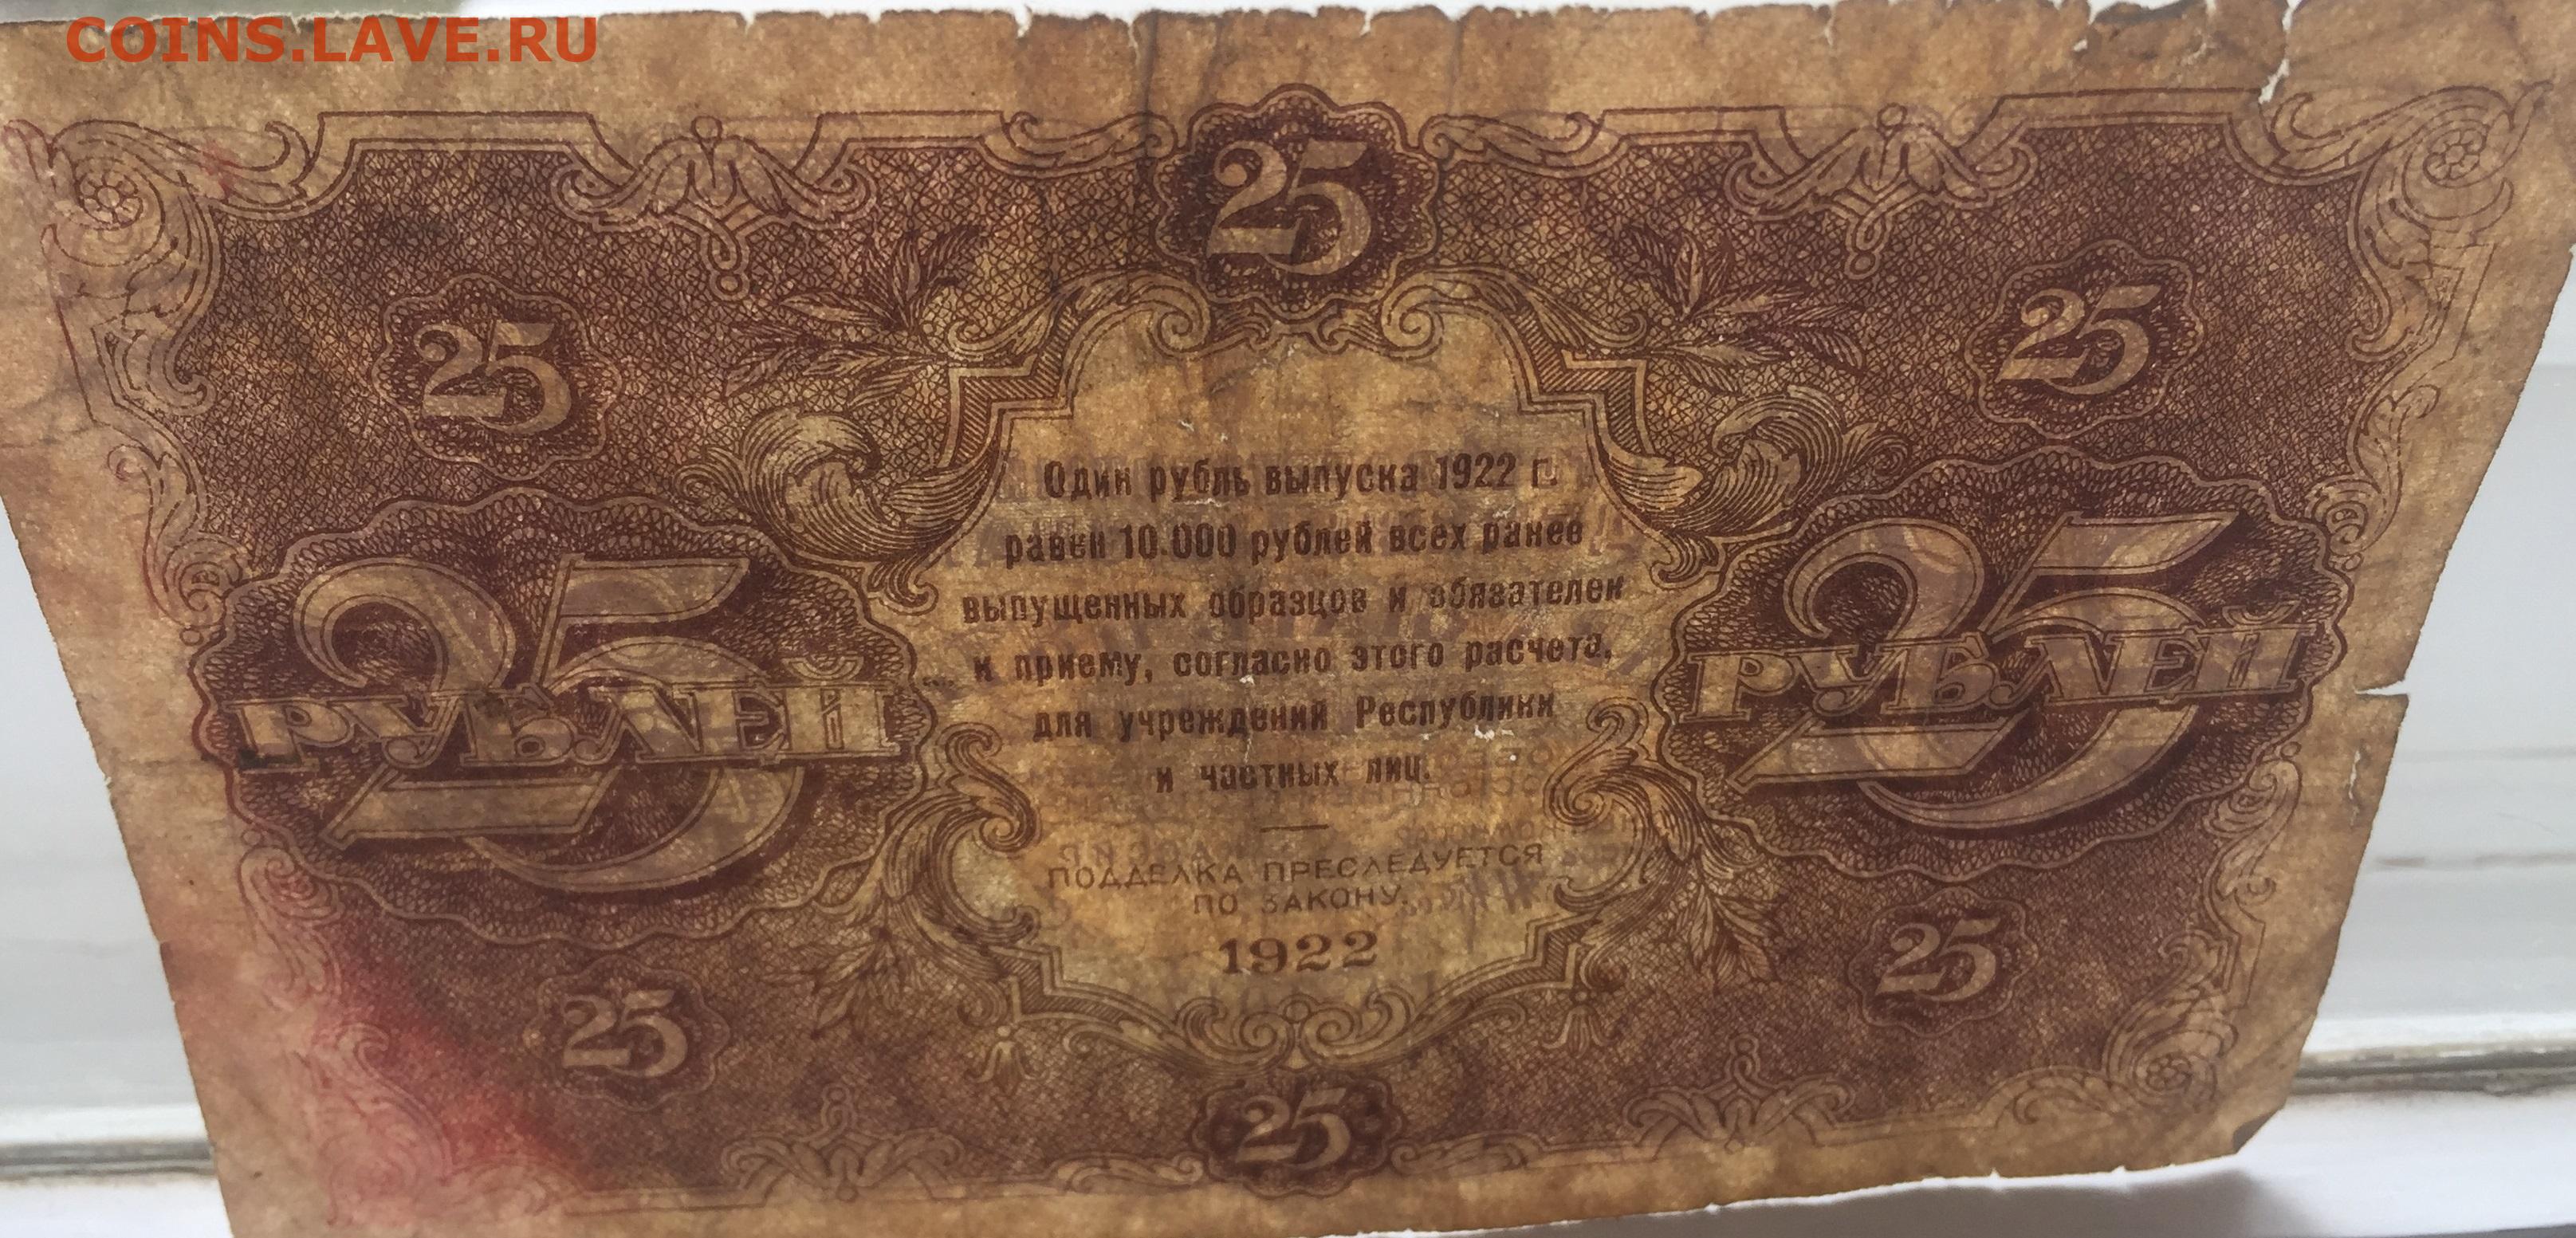 COINS.LAVE.RU
25
25
25
Один рубль выпуска 1922 г.
равен 10.000 рублей всех ранее
выпущенных образцов и обязателен
к приему, согласно этого расчета,
для учреждений Республики
и частных лиц.
25
РУБЛЕЙ
25
РУБЛЕЙ
ПОДДЕЛКА ПРЕСЛЕДУЕТСЯ
ПО ЗАКОНУ.
1922
25
25
25